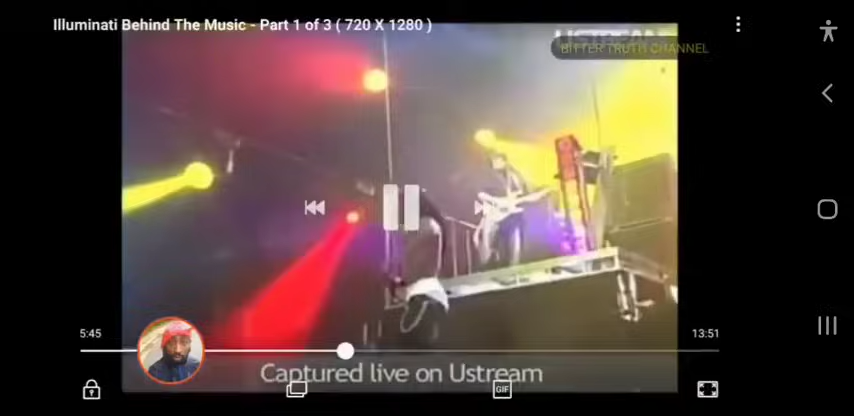 Illuminati Behind The Music - Part 1 of 3 ( 720 X 1280 )
USTREAM
BITTER TRUTH CHANNEL
5:45
13:51
Captured live on Ustream
GIF